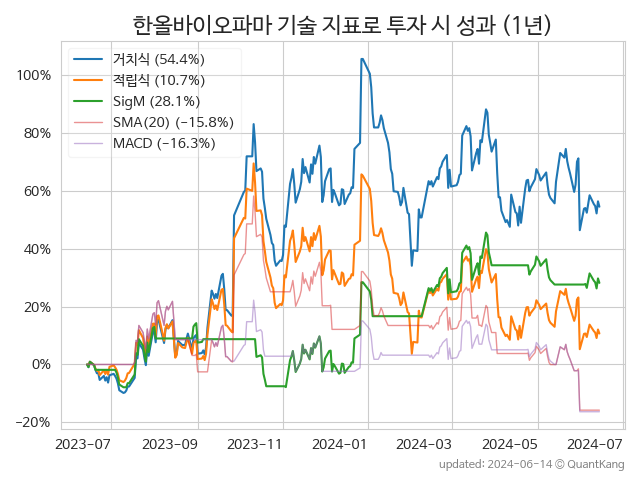 한올바이오파마 기술 지표로 투자 시 성과 (1년)
거치식 (54.4%)
적립식 (10.7%)
SigM (28.1%)
SMA(20) (−15.8%)
MACD (−16.3%)
100%
80%
60%
40%
20%
0%
−20%
2023−07 2023−09 2023−11 2024−01 2024−03 2024−05 2024−07
updated: 2024−06−14 ⓒ QuantKang